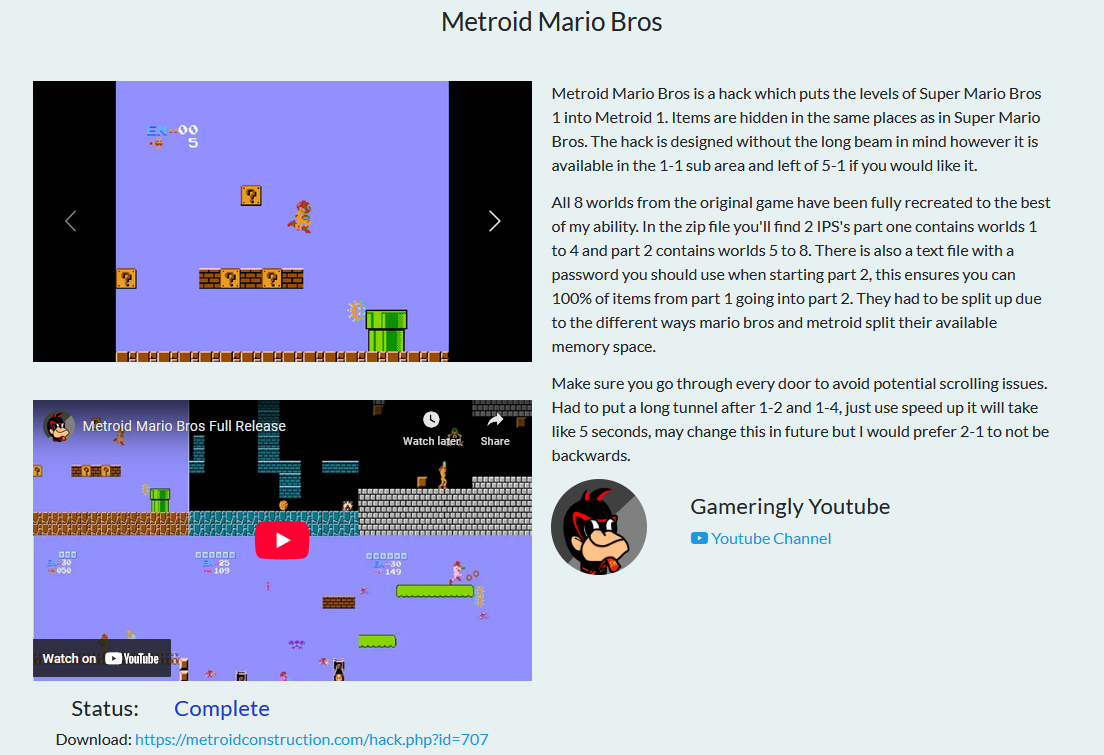 Metroid Mario Bros
EN--00
5
?
?
?
?
Metroid Mario Bros is a hack which puts the levels of Super Mario Bros
1 into Metroid 1. Items are hidden in the same places as in Super Mario
Bros. The hack is designed without the long beam in mind however it is
available in the 1-1 sub area and left of 5-1 if you would like it.
All 8 worlds from the original game have been fully recreated to the best
of my ability. In the zip file you'll find 2 IPS's part one contains worlds 1
to 4 and part 2 contains worlds 5 to 8. There is also a text file with a
password you should use when starting part 2, this ensures you can
100% of items from part 1 going into part 2. They had to be split up due
to the different ways mario bros and metroid split their available
memory space.
Make sure you go through every door to avoid potential scrolling issues.
Had to put a long tunnel after 1-2 and 1-4, just use speed up it will take
like 5 seconds, may change this in future but I would prefer 2-1 to not be
backwards.
Metroid Mario Bros Full Release
Watch later
Share
EN--30
050
EN--25
109
EN--30
149
Watch on YouTube
Gameringly Youtube
Youtube Channel
Status: Complete
Download: https://metroidconstruction.com/hack.php?id=707